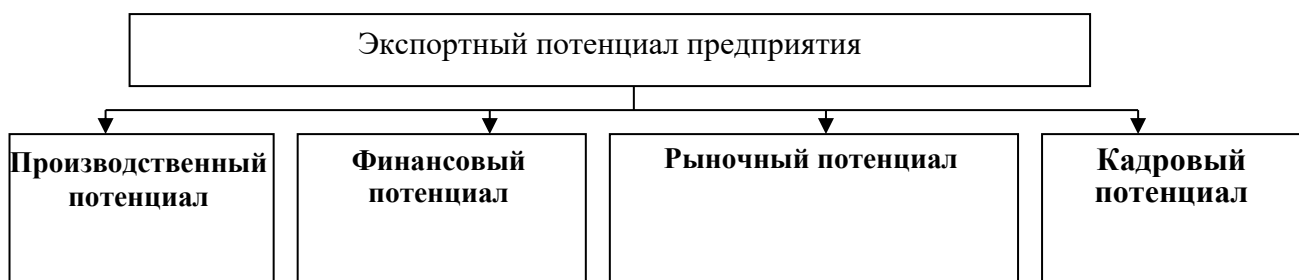 Экспортный потенциал предприятия
Производственный
потенциал
Финансовый
потенциал
Рыночный потенциал
Кадровый
потенциал